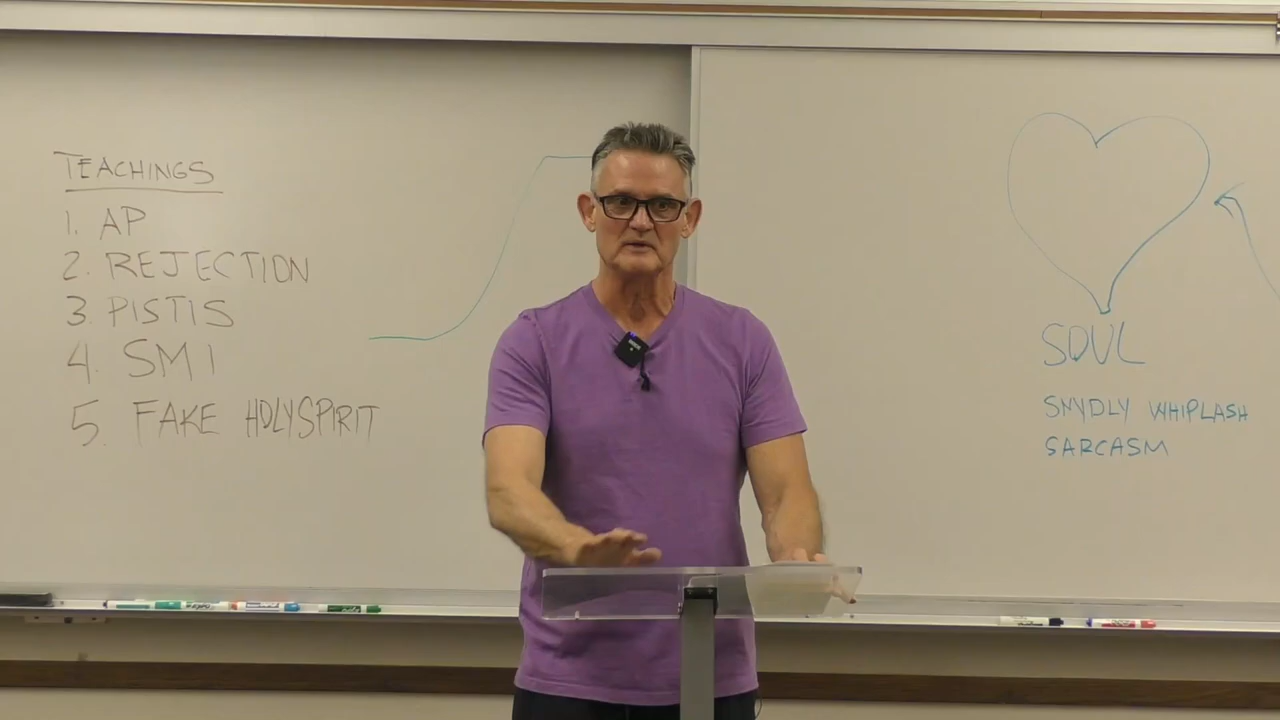 TEACHINGS
1. AP
2. REJECTION
3. PISTIS
4. SMI
5. FAKE HOLYSPIRIT
SOUL
SNYDLY WHIPLASH
SARCASM